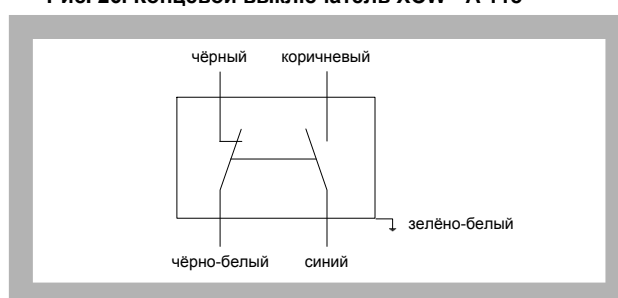 чёрный коричневый
зелёно-белый
чёрно-белый синий